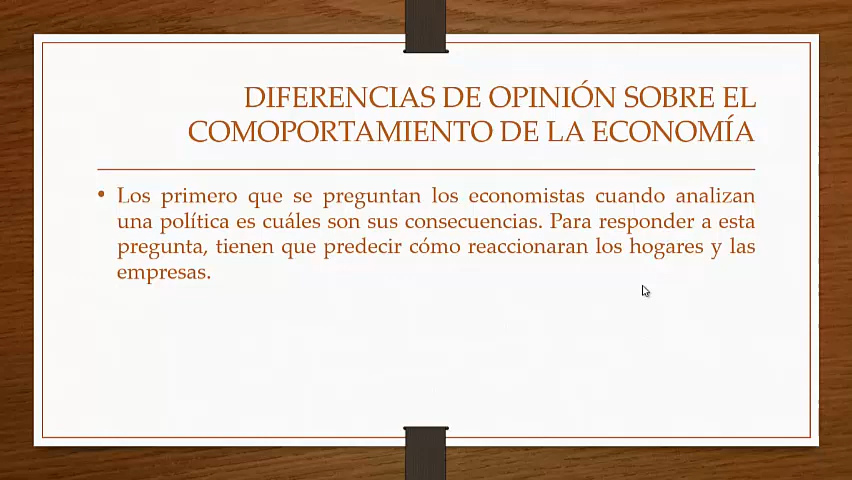 DIFERENCIAS DE OPINIÓN SOBRE EL
COMOPORTAMIENTO DE LA ECONOMÍA
• Los primero que se preguntan los economistas cuando analizan
una política es cuáles son sus consecuencias. Para responder a esta
pregunta, tienen que predecir cómo reaccionaran los hogares y las
empresas.